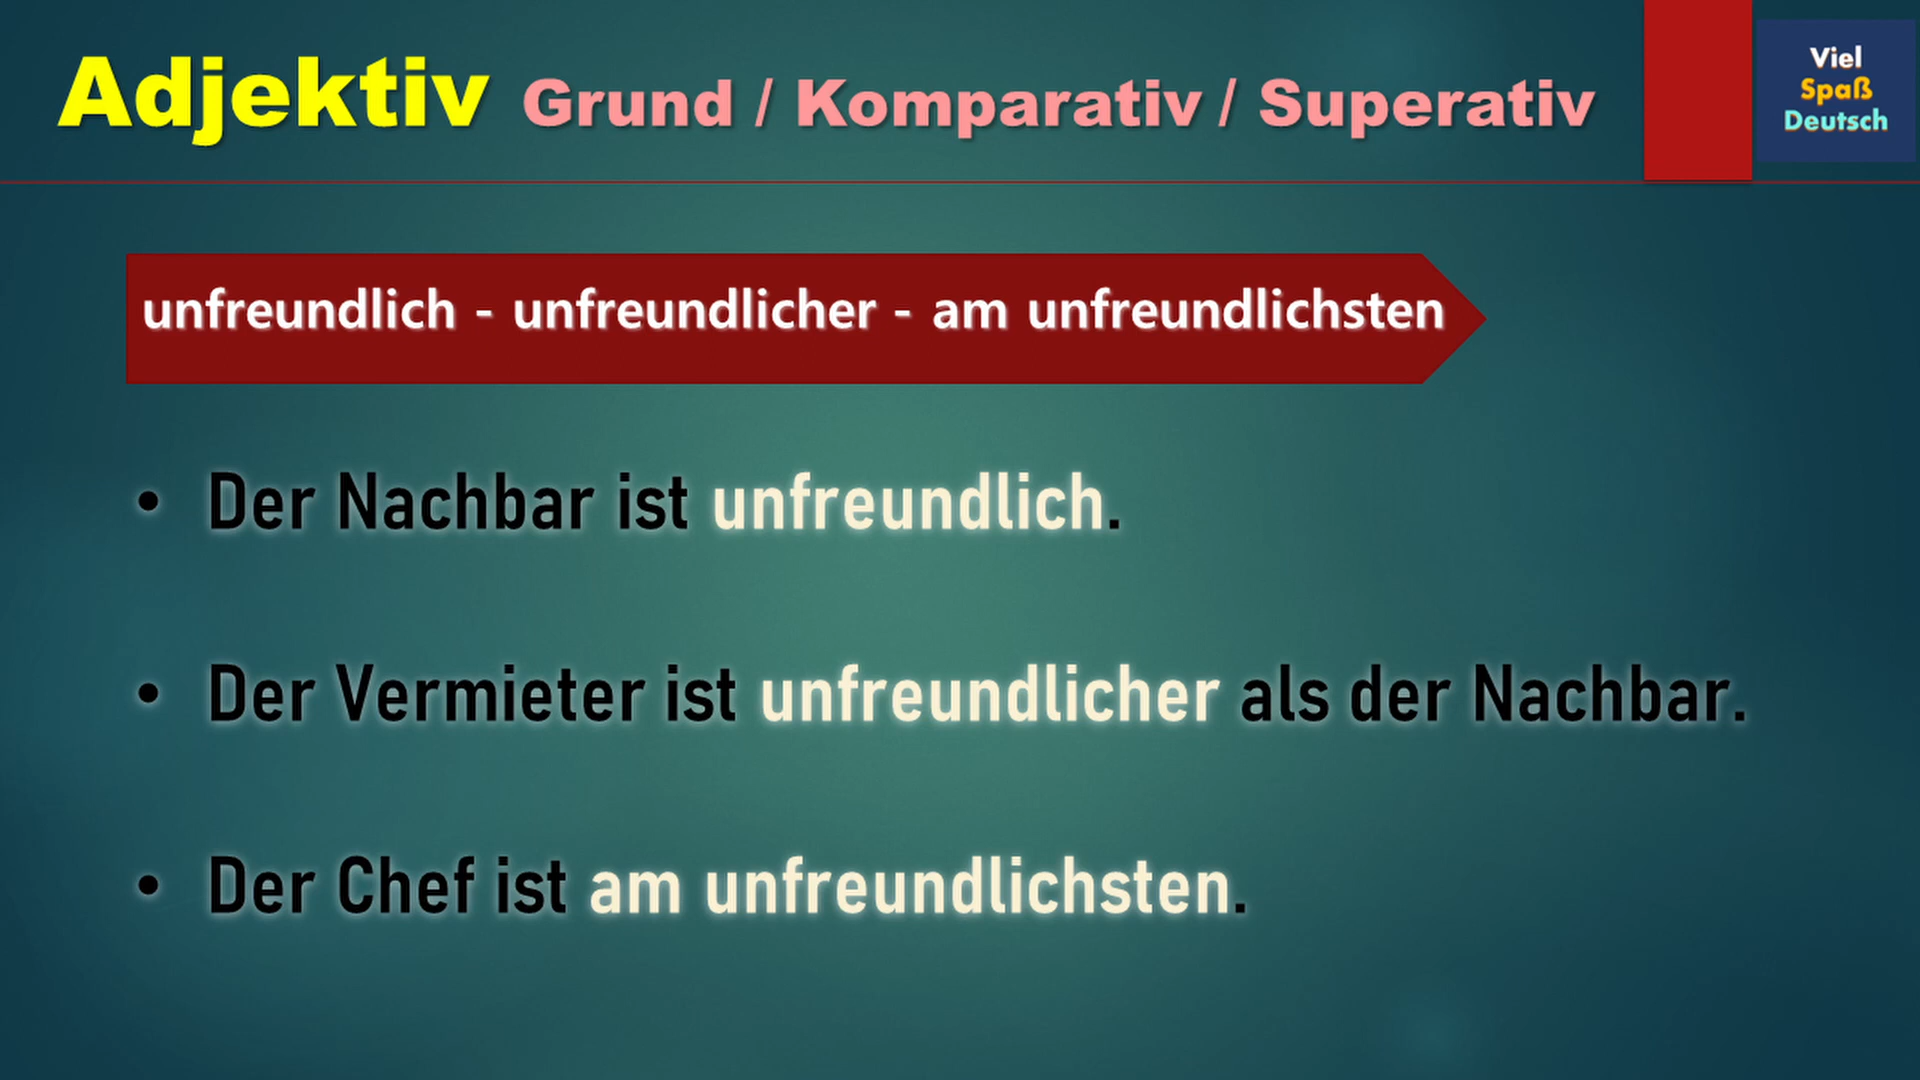 Adjektiv Grund / Komparativ / Superativ
Viel
Spaß
Deutsch
unfreundlich - unfreundlicher - am unfreundlichsten
• Der Nachbar ist unfreundlich.
• Der Vermieter ist unfreundlicher als der Nachbar.
• Der Chef ist am unfreundlichsten.